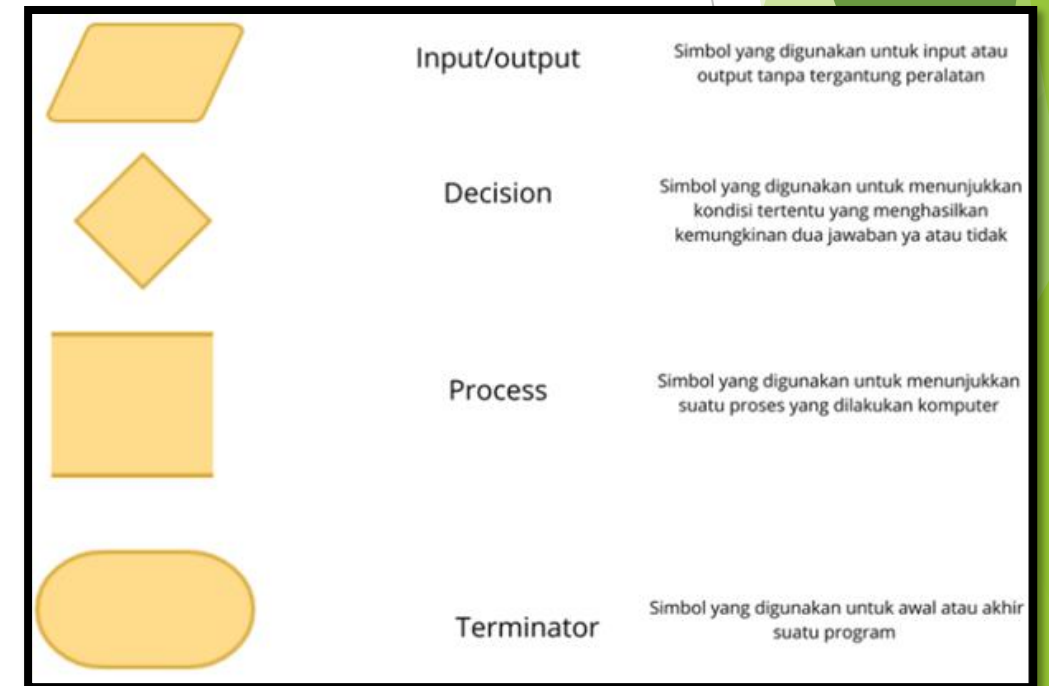 Input/output
Simbol yang digunakan untuk input atau
output tanpa tergantung peralatan
Decision
Simbol yang digunakan untuk menunjukkan
kondisi tertentu yang menghasilkan
kemungkinan dua jawaban ya atau tidak
Process
Simbol yang digunakan untuk menunjukkan
suatu proses yang dilakukan komputer
Terminator
Simbol yang digunakan untuk awal atau akhir
suatu program